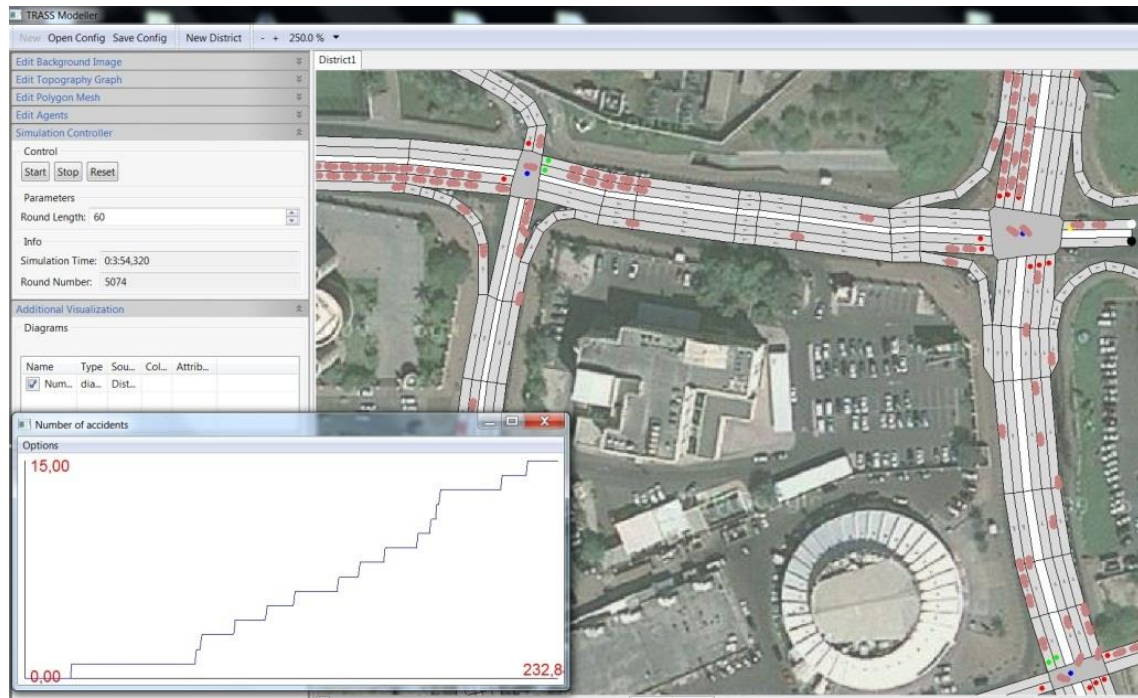 TRASS Modeller
New Open Config Save Config New District - + 250.0 %
Edit Background Image
Edit Topography Graph
Edit Polygon Mesh
Edit Agents
Simulation Controller
Control
Start Stop Reset
Parameters
Round Length: 60
Info
Simulation Time: 0:3:54,320
Round Number: 5074
Additional Visualization
Diagrams
Name Type Sou... Col... Attrib...
Num... dia... Dist...
District1
Number of accidents
Options
15,00
0,00
232,8